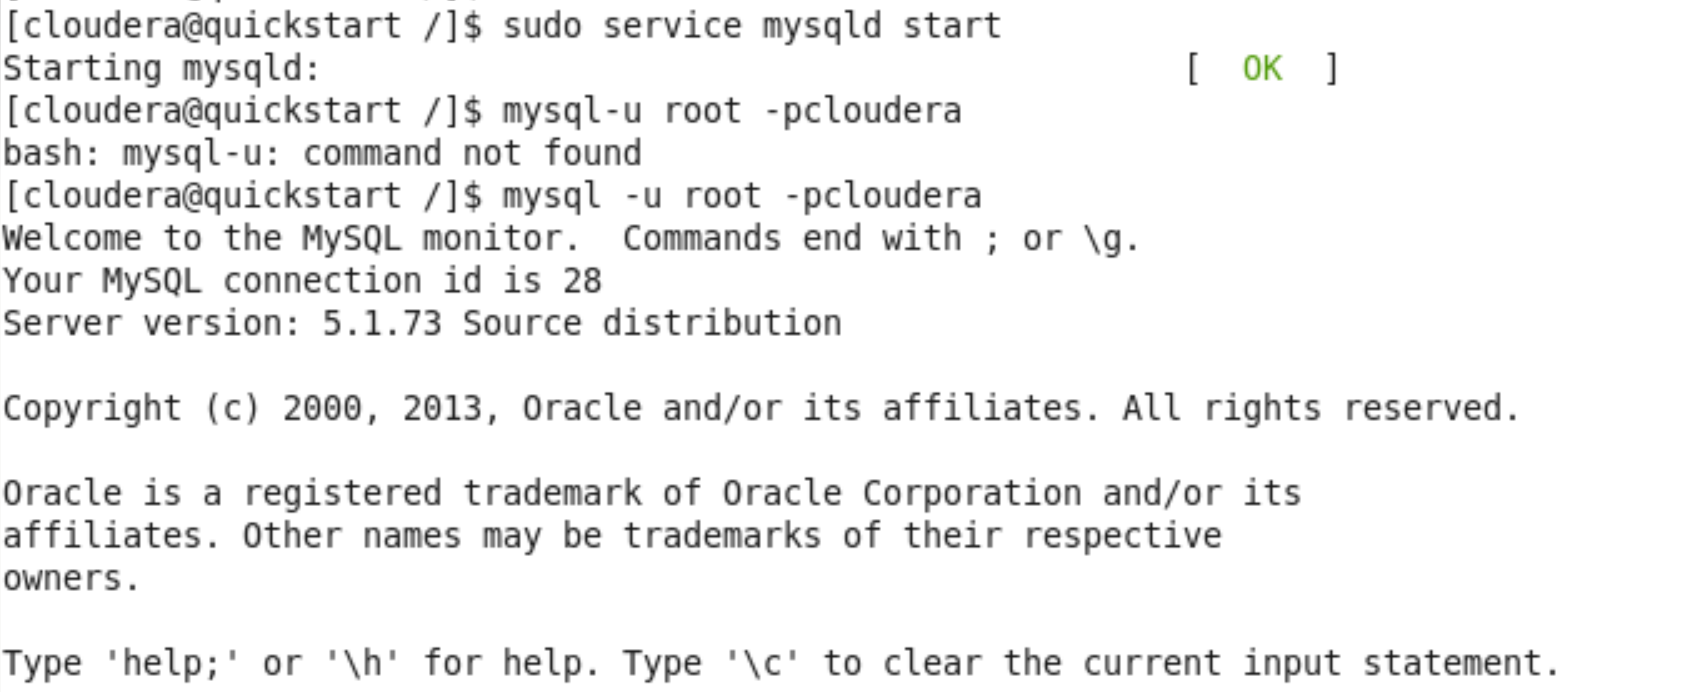 [cloudera@quickstart /]$ sudo service mysqld start
Starting mysqld:                                           [  OK  ]
[cloudera@quickstart /]$ mysql-u root -pcloudera
bash: mysql-u: command not found
[cloudera@quickstart /]$ mysql -u root -pcloudera
Welcome to the MySQL monitor.  Commands end with ; or \g.
Your MySQL connection id is 28
Server version: 5.1.73 Source distribution

Copyright (c) 2000, 2013, Oracle and/or its affiliates. All rights reserved.

Oracle is a registered trademark of Oracle Corporation and/or its
affiliates. Other names may be trademarks of their respective
owners.

Type 'help;' or '\h' for help. Type '\c' to clear the current input statement.